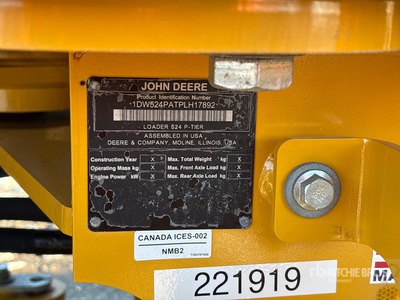 JOHN DEERE
Product Identification Number
*1DW524PATPLH17892*
LOADER 524 P-TIER
ASSEMBLED IN U.S.A.
DEERE & COMPANY, MOLINE, ILLINOIS, USA
Construction Year X Max. Total Weight kg X
Operating Mass kg X Max. Front Axle Load kg X
Engine Power kW X Max. Rear Axle Load kg X
CANADA ICES-002
NMB2
221919